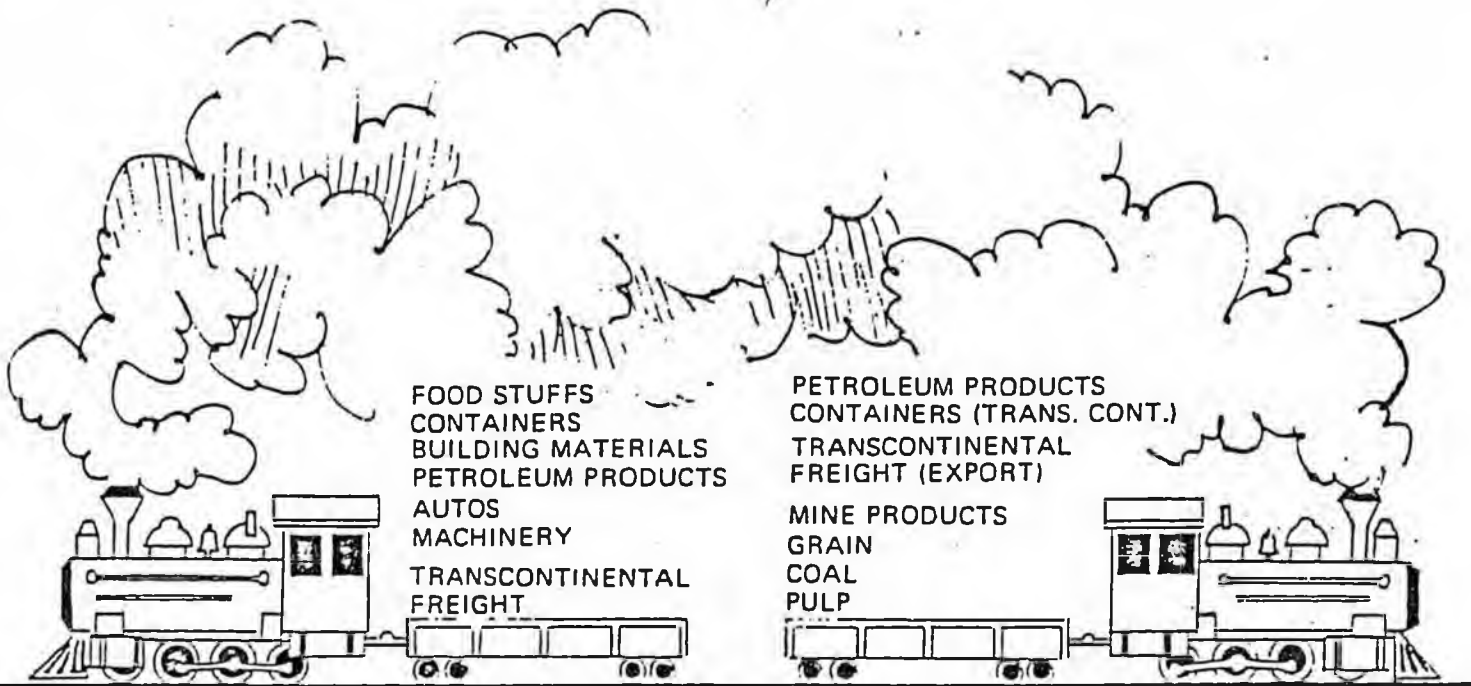 FOOD STUFFS
CONTAINERS
BUILDING MATERIALS
PETROLEUM PRODUCTS
AUTOS
MACHINERY
TRANSCONTINENTAL
FREIGHT
PETROLEUM PRODUCTS
CONTAINERS (TRANS. CONT.)
TRANSCONTINENTAL
FREIGHT (EXPORT)
MINE PRODUCTS
GRAIN
COAL
PULP